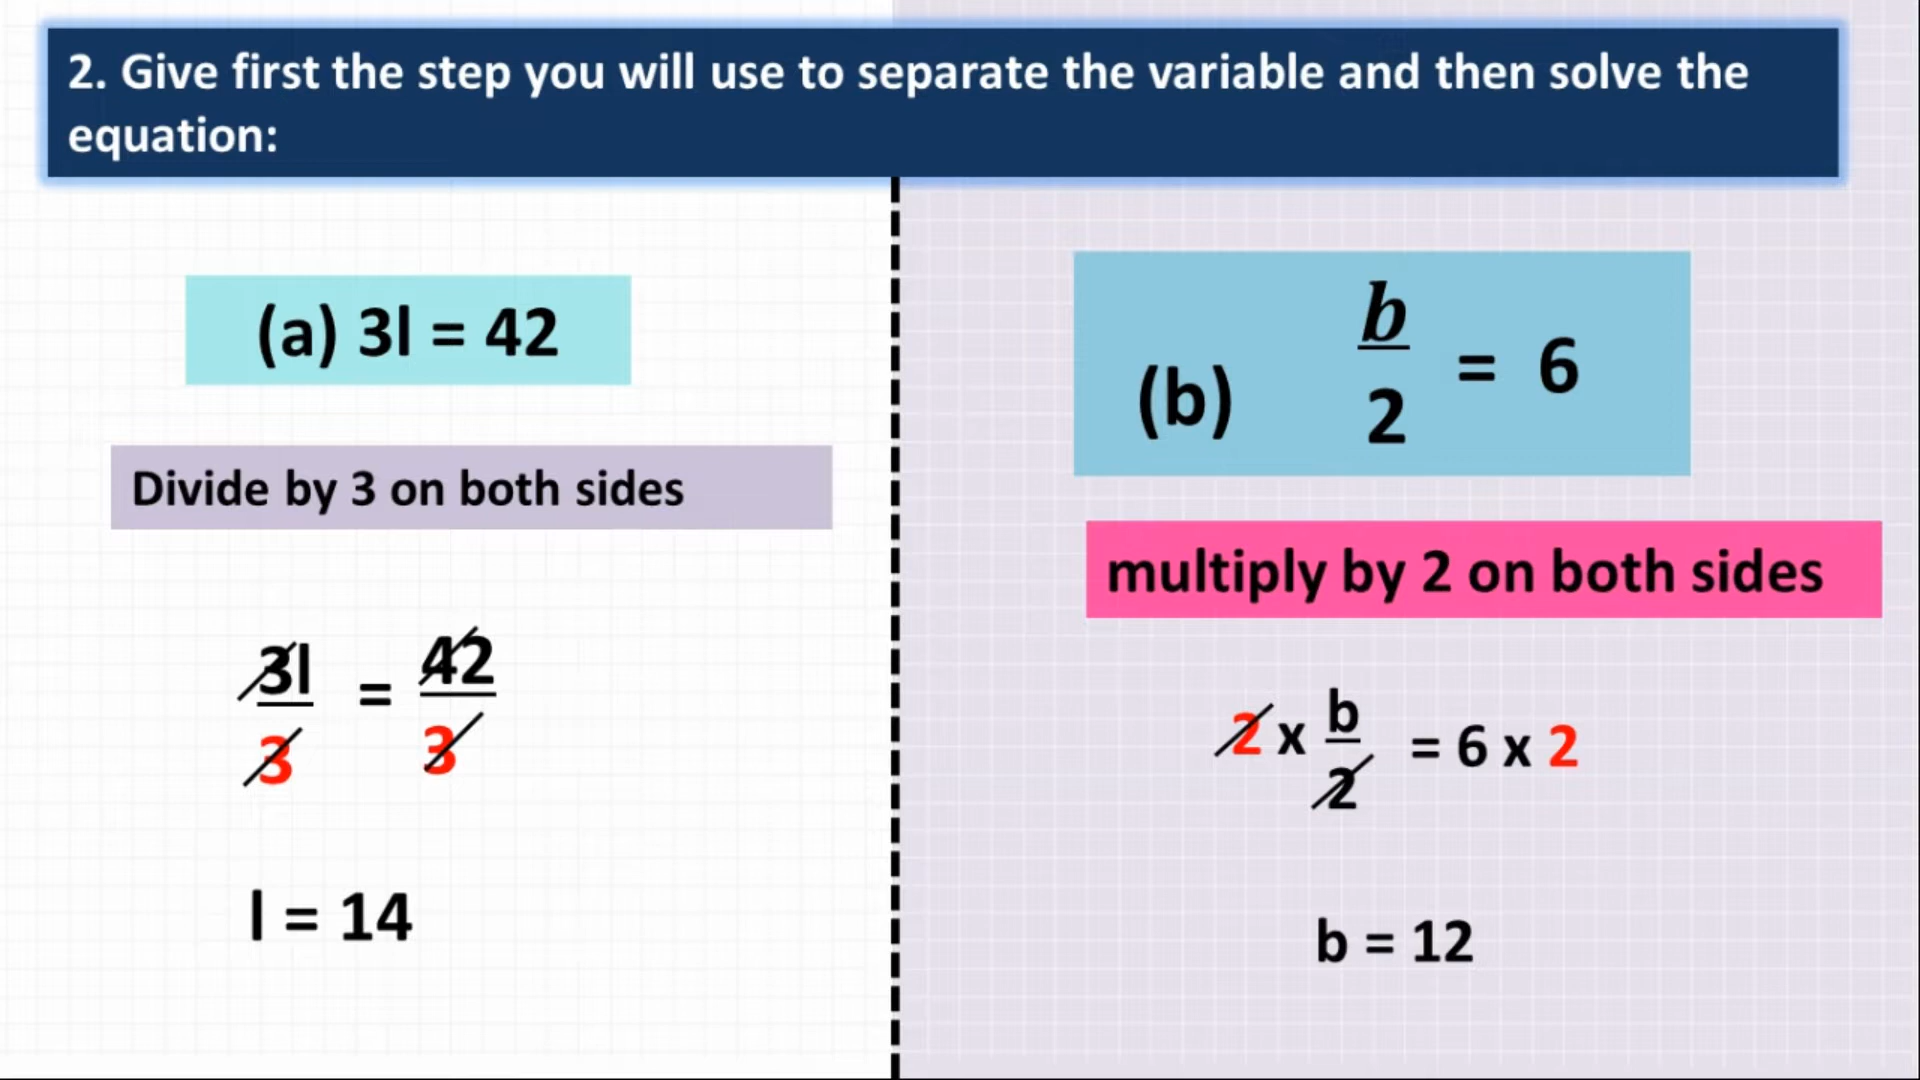 2. Give first the step you will use to separate the variable and then solve the
equation:
(a) 3l = 42
Divide by 3 on both sides
3l/3 = 42/3
l = 14
(b) b/2 = 6
multiply by 2 on both sides
2 x b/2 = 6 x 2
b = 12